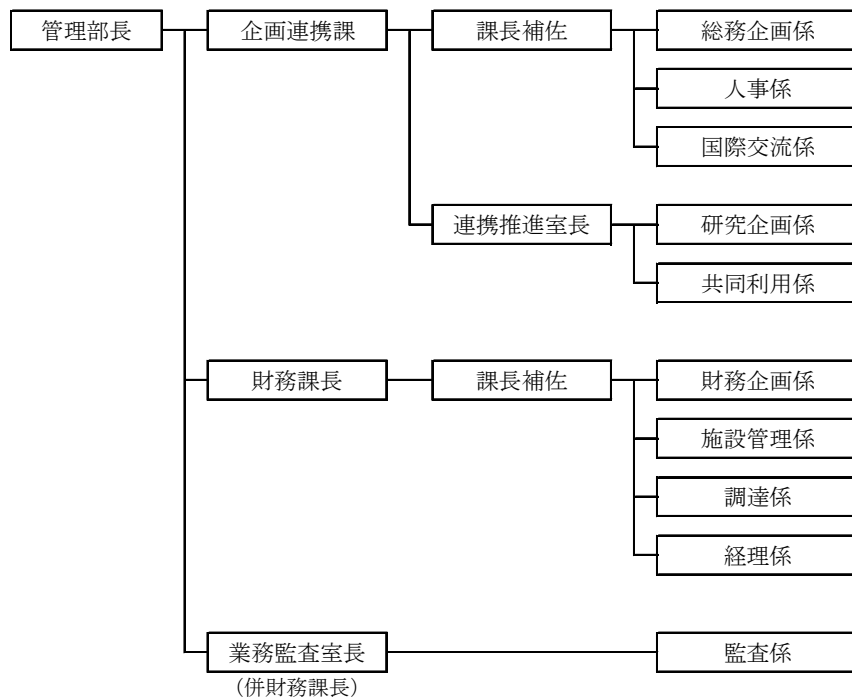 管理部長
企画連携課
課長補佐
総務企画係
人事係
国際交流係
連携推進室長
研究企画係
共同利用係
財務課長
課長補佐
財務企画係
施設管理係
調達係
経理係
業務監査室長
(併財務課長)
監査係